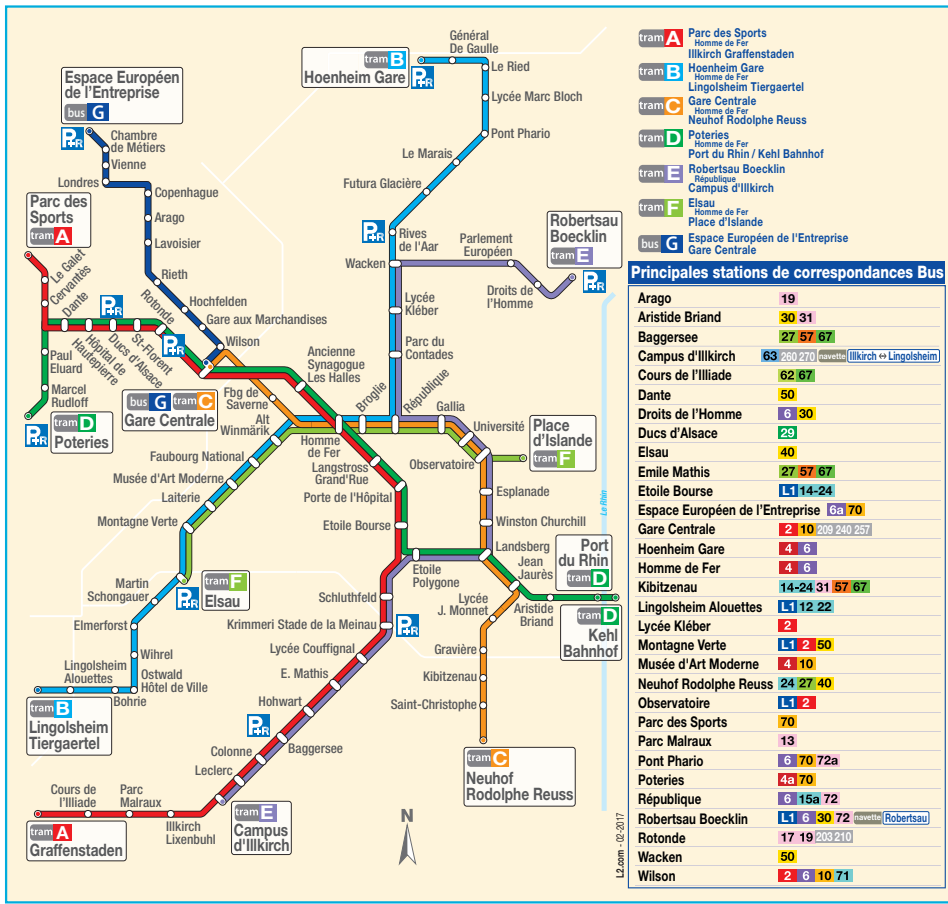 Général
De Gaulle
tram B
Hoenheim Gare
P+R
Le Ried
Lycée Marc Bloch
Pont Phario
Le Marais
Futura Glacière
P+R
Rives
de l'Aar
Wacken
Parlement
Européen
Droits de
l'Homme
Robertsau
Boecklin
tram E
P+R
Lycée
Kléber
Parc du
Contades
Espace Européen
de l'Entreprise
bus G
P+R
Chambre
de Métiers
Vienne
Londres
Copenhague
Arago
Lavoisier
Rieth
Hochfelden
Gare aux Marchandises
Wilson
Parc des
Sports
tram A
Le Galet
Cervantès
Dante
Hôpital de
Hautepierre
Ducs d'Alsace
St-Florent
Rotonde
P+R
P+R
Paul
Eluard
Marcel
Rudloff
P+R
tram D
Poteries
bus G tram C
Gare Centrale
Ancienne
Synagogue
Les Halles
Fbg de
Saverne
Alt
Winmärik
Faubourg National
Musée d'Art Moderne
Laiterie
Montagne Verte
Homme
de Fer
Langstross
Grand'Rue
Porte de l'Hôpital
Etoile Bourse
Broglie
République
Gallia
Université
Observatoire
Place
d'Islande
tram F
Esplanade
Winston Churchill
Landsberg
Jean
Jaurès
Port
du Rhin
tram D
tram D
Kehl
Bahnhof
Aristide
Briand
Le Rhin
Etoile
Polygone
Lycée
J. Monnet
Gravière
Kibitzenau
Saint-Christophe
tram C
Neuhof
Rodolphe Reuss
Schluthfeld
Krimmeri Stade de la Meinau
P+R
Lycée Couffignal
E. Mathis
Hohwart
P+R
Baggersee
Colonne
Leclerc
tram E
Campus
d'Illkirch
Martin
Schongauer
P+R
tram F
Elsau
Elmerforst
Wihrel
Ostwald
Hôtel de Ville
Bohrie
Lingolsheim
Alouettes
tram B
Lingolsheim
Tiergaertel
Cours de
l'Illiade
Parc
Malraux
Illkirch
Lixenbuhl
tram A
Graffenstaden
N
L2.com - 02-2017
tram A Parc des Sports
Homme de Fer
Illkirch Graffenstaden
tram B Hoenheim Gare
Homme de Fer
Lingolsheim Tiergaertel
tram C Gare Centrale
Homme de Fer
Neuhof Rodolphe Reuss
tram D Poteries
Homme de Fer
Port du Rhin / Kehl Bahnhof
tram E Robertsau Boecklin
République
Campus d'Illkirch
tram F Elsau
Homme de Fer
Place d'Islande
bus G Espace Européen de l'Entreprise
Gare Centrale
Principales stations de correspondances Bus
Arago 19
Aristide Briand 30 31
Baggersee 27 57 67
Campus d'Illkirch 63 260 270 navette Illkirch ⇔ Lingolsheim
Cours de l'Illiade 62 67
Dante 50
Droits de l'Homme 6 30
Ducs d'Alsace 29
Elsau 40
Emile Mathis 27 57 67
Etoile Bourse L1 14-24
Espace Européen de l'Entreprise 6a 70
Gare Centrale 2 10 209 240 257
Hoenheim Gare 4 6
Homme de Fer 4 6
Kibitzenau 14-24 31 57 67
Lingolsheim Alouettes L1 12 22
Lycée Kléber 2
Montagne Verte L1 2 50
Musée d'Art Moderne 4 10
Neuhof Rodolphe Reuss 24 27 40
Observatoire L1 2
Parc des Sports 70
Parc Malraux 13
Pont Phario 6 70 72a
Poteries 4a 70
République 6 15a 72
Robertsau Boecklin L1 6 30 72 navette Robertsau
Rotonde 17 19 203 210
Wacken 50
Wilson 2 6 10 71